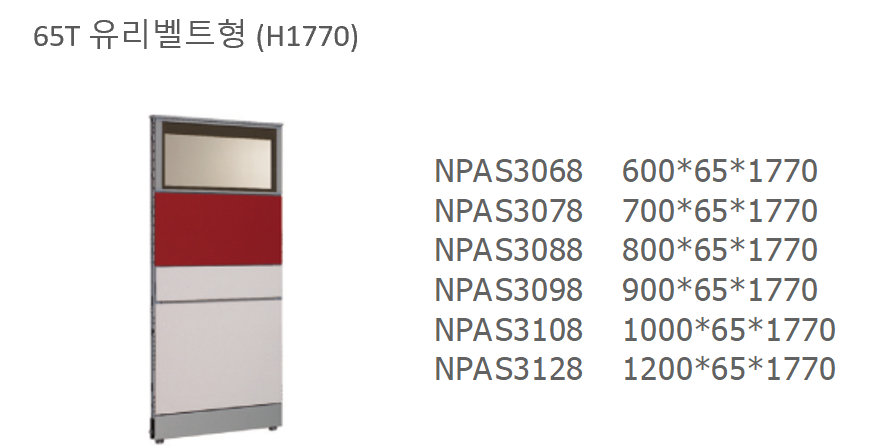 65T 유리벨트형 (H1770)
NPAS3068 600*65*1770
NPAS3078 700*65*1770
NPAS3088 800*65*1770
NPAS3098 900*65*1770
NPAS3108 1000*65*1770
NPAS3128 1200*65*1770